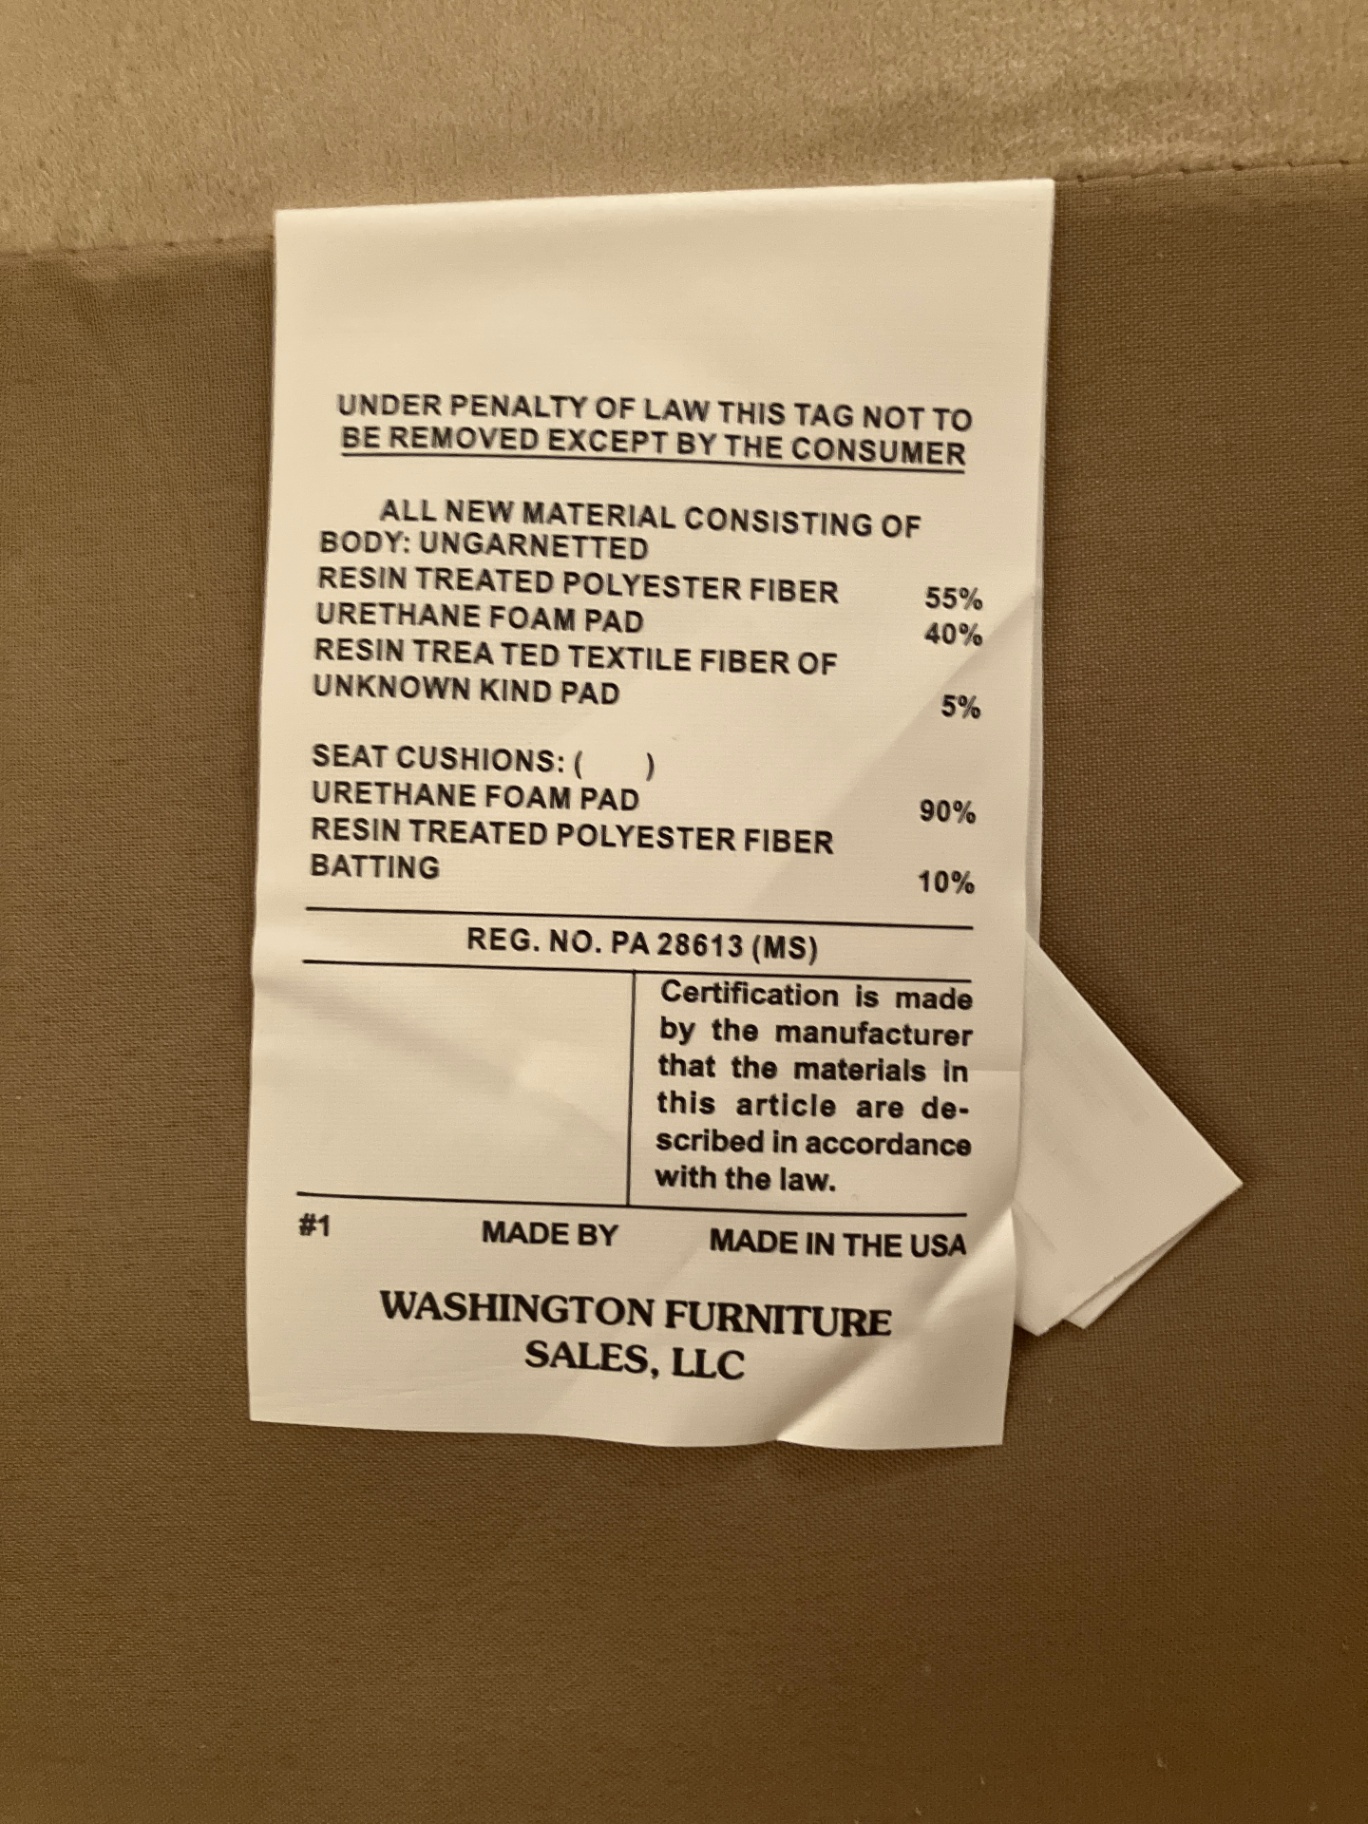 UNDER PENALTY OF LAW THIS TAG NOT TO
BE REMOVED EXCEPT BY THE CONSUMER
ALL NEW MATERIAL CONSISTING OF
BODY: UNGARNETTED
RESIN TREATED POLYESTER FIBER 55%
URETHANE FOAM PAD 40%
RESIN TREA TED TEXTILE FIBER OF
UNKNOWN KIND PAD 5%
SEAT CUSHIONS: ( )
URETHANE FOAM PAD 90%
RESIN TREATED POLYESTER FIBER
BATTING 10%
REG. NO. PA 28613 (MS)
Certification is made
by the manufacturer
that the materials in
this article are de-
scribed in accordance
with the law.
#1 MADE BY MADE IN THE USA
WASHINGTON FURNITURE
SALES, LLC